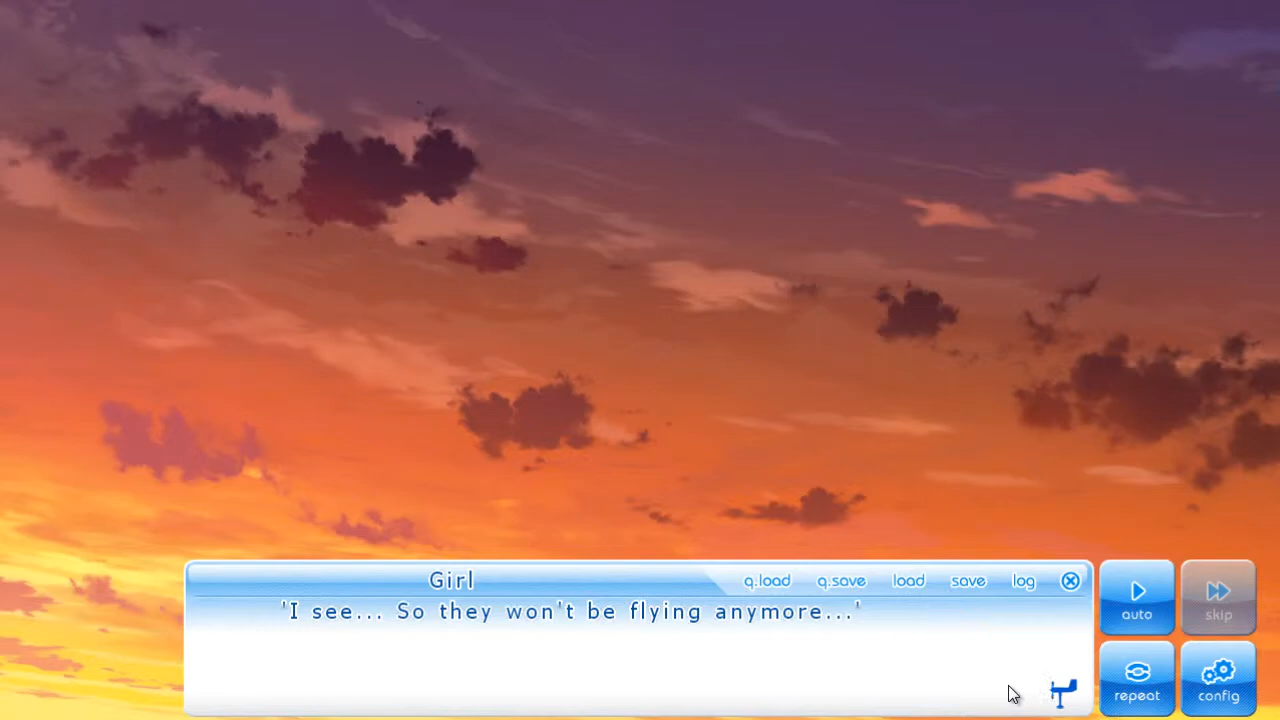 Girl
q.load q.save load save log
'I see... So they won't be flying anymore...'
auto
skip
repeat
config